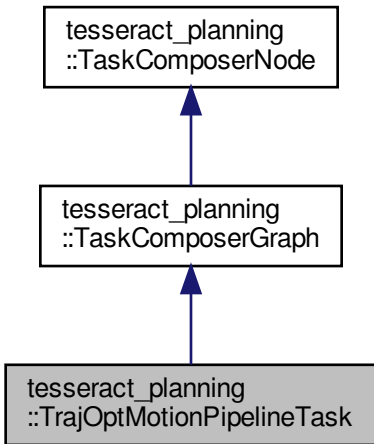 tesseract_planning
::TaskComposerNode
tesseract_planning
::TaskComposerGraph
tesseract_planning
::TrajOptMotionPipelineTask